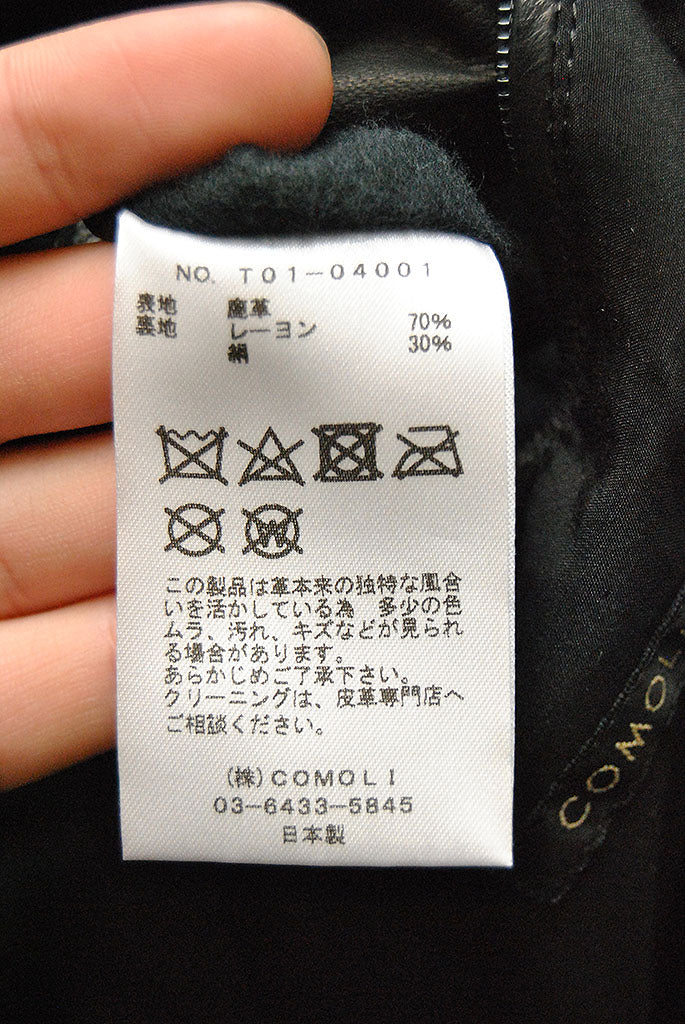 NO. T01-04001
表地 鹿革
裏地 レーヨン 70%
絹 30%
W
この製品は革本来の独特な風合
いを活かしている為 多少の色
ムラ、汚れ、キズなどが見られ
る場合があります。
あらかじめご了承下さい。
クリーニングは、皮革専門店へ
ご相談ください。
(株)COMOLI
03-6433-5845
日本製
COMOLI